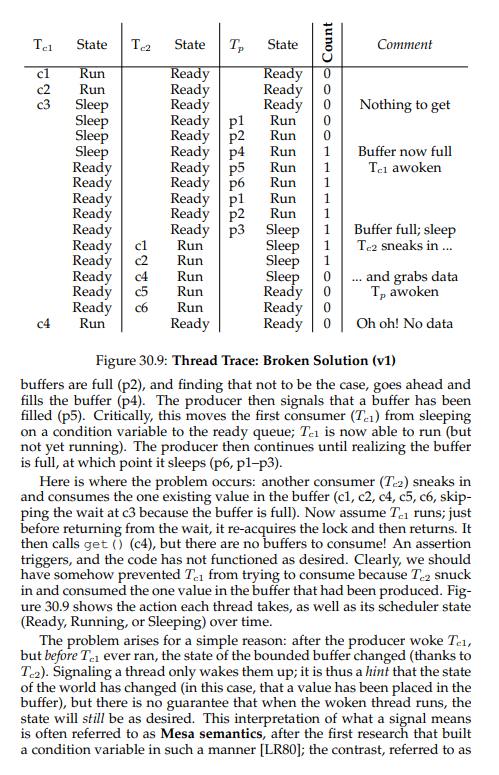 T_c1 State T_c2 State T_p State Count Comment
c1 Run Ready Ready 0
c2 Run Ready Ready 0
c3 Sleep Ready Ready 0 Nothing to get
Sleep Ready p1 Run 0
Sleep Ready p2 Run 0
Sleep Ready p4 Run 1 Buffer now full
Ready Ready p5 Run 1 T_c1 awoken
Ready Ready p6 Run 1
Ready Ready p1 Run 1
Ready Ready p2 Run 1
Ready Ready p3 Sleep 1 Buffer full; sleep
Ready c1 Run Sleep 1 T_c2 sneaks in ...
Ready c2 Run Sleep 1
Ready c4 Run Sleep 0 ... and grabs data
Ready c5 Run Ready 0 T_p awoken
Ready c6 Run Ready 0
c4 Run Ready Ready 0 Oh oh! No data
Figure 30.9: Thread Trace: Broken Solution (v1)
buffers are full (p2), and finding that not to be the case, goes ahead and
fills the buffer (p4). The producer then signals that a buffer has been
filled (p5). Critically, this moves the first consumer (T_c1) from sleeping
on a condition variable to the ready queue; T_c1 is now able to run (but
not yet running). The producer then continues until realizing the buffer
is full, at which point it sleeps (p6, p1–p3).
Here is where the problem occurs: another consumer (T_c2) sneaks in
and consumes the one existing value in the buffer (c1, c2, c4, c5, c6, skip-
ping the wait at c3 because the buffer is full). Now assume T_c1 runs; just
before returning from the wait, it re-acquires the lock and then returns. It
then calls get() (c4), but there are no buffers to consume! An assertion
triggers, and the code has not functioned as desired. Clearly, we should
have somehow prevented T_c1 from trying to consume because T_c2 snuck
in and consumed the one value in the buffer that had been produced. Fig-
ure 30.9 shows the action each thread takes, as well as its scheduler state
(Ready, Running, or Sleeping) over time.
The problem arises for a simple reason: after the producer woke T_c1,
but before T_c1 ever ran, the state of the bounded buffer changed (thanks to
T_c2). Signaling a thread only wakes them up; it is thus a hint that the state
of the world has changed (in this case, that a value has been placed in the
buffer), but there is no guarantee that when the woken thread runs, the
state will still be as desired. This interpretation of what a signal means
is often referred to as Mesa semantics, after the first research that built
a condition variable in such a manner [LR80]; the contrast, referred to as